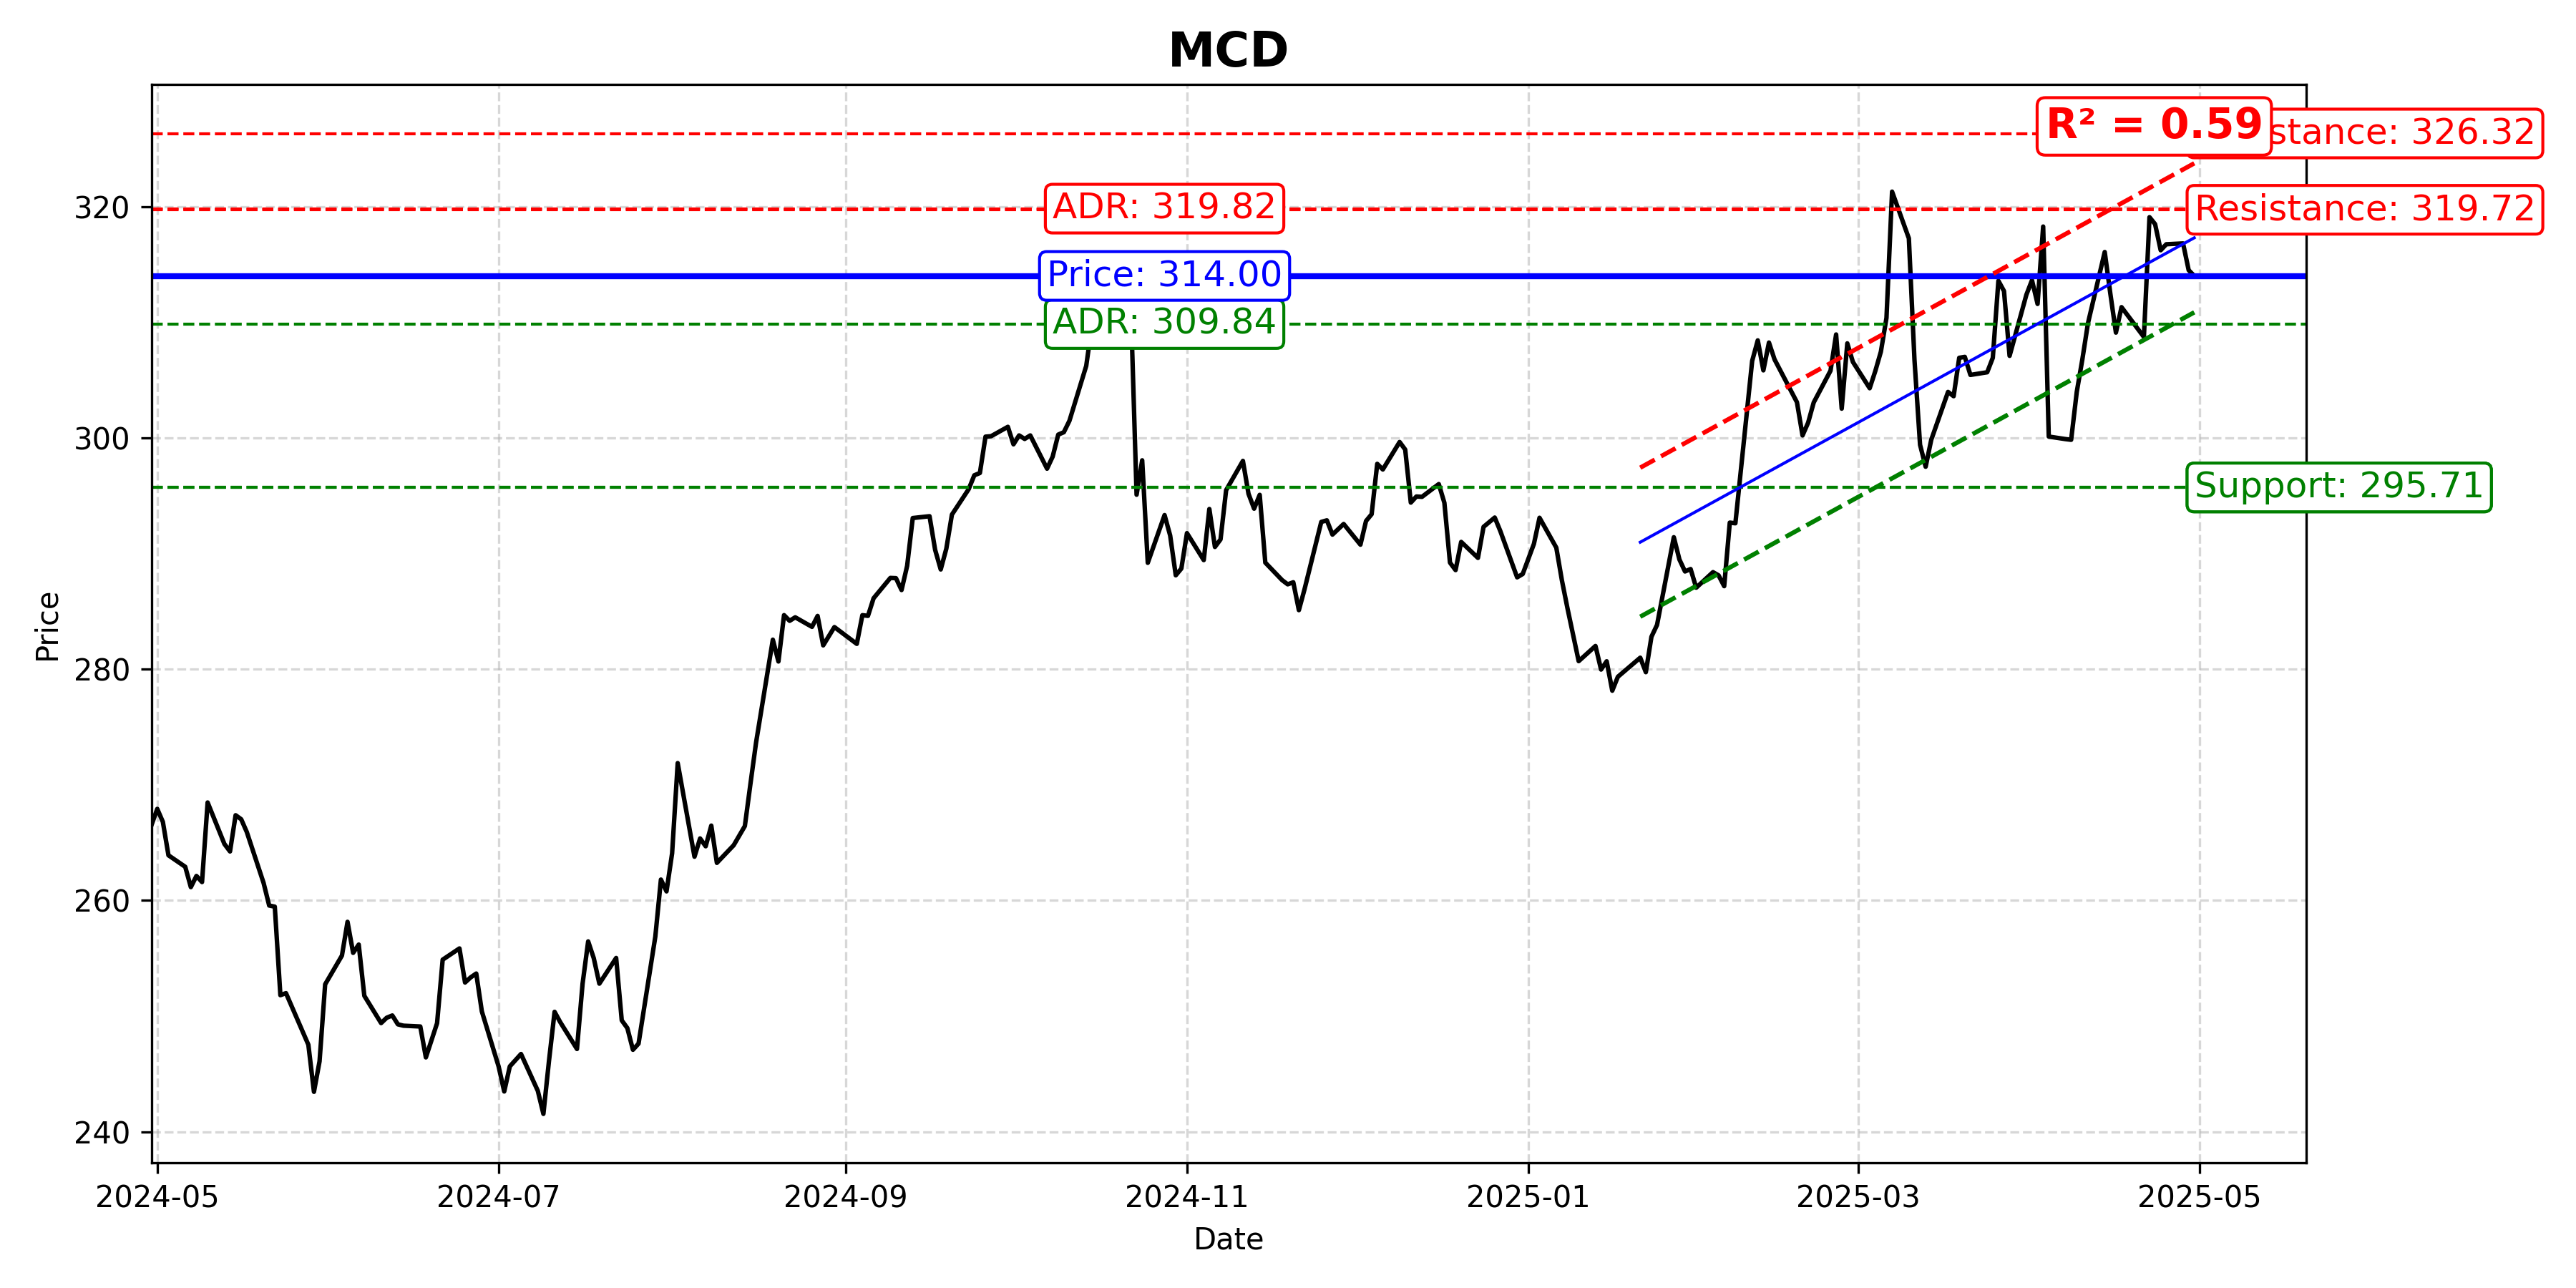 MCD
R² = 0.59
stance: 326.32
320
ADR: 319.82
Resistance: 319.72
Price: 314.00
ADR: 309.84
300
Support: 295.71
280
260
240
Price
2024-05
2024-07
2024-09
2024-11
2025-01
2025-03
2025-05
Date